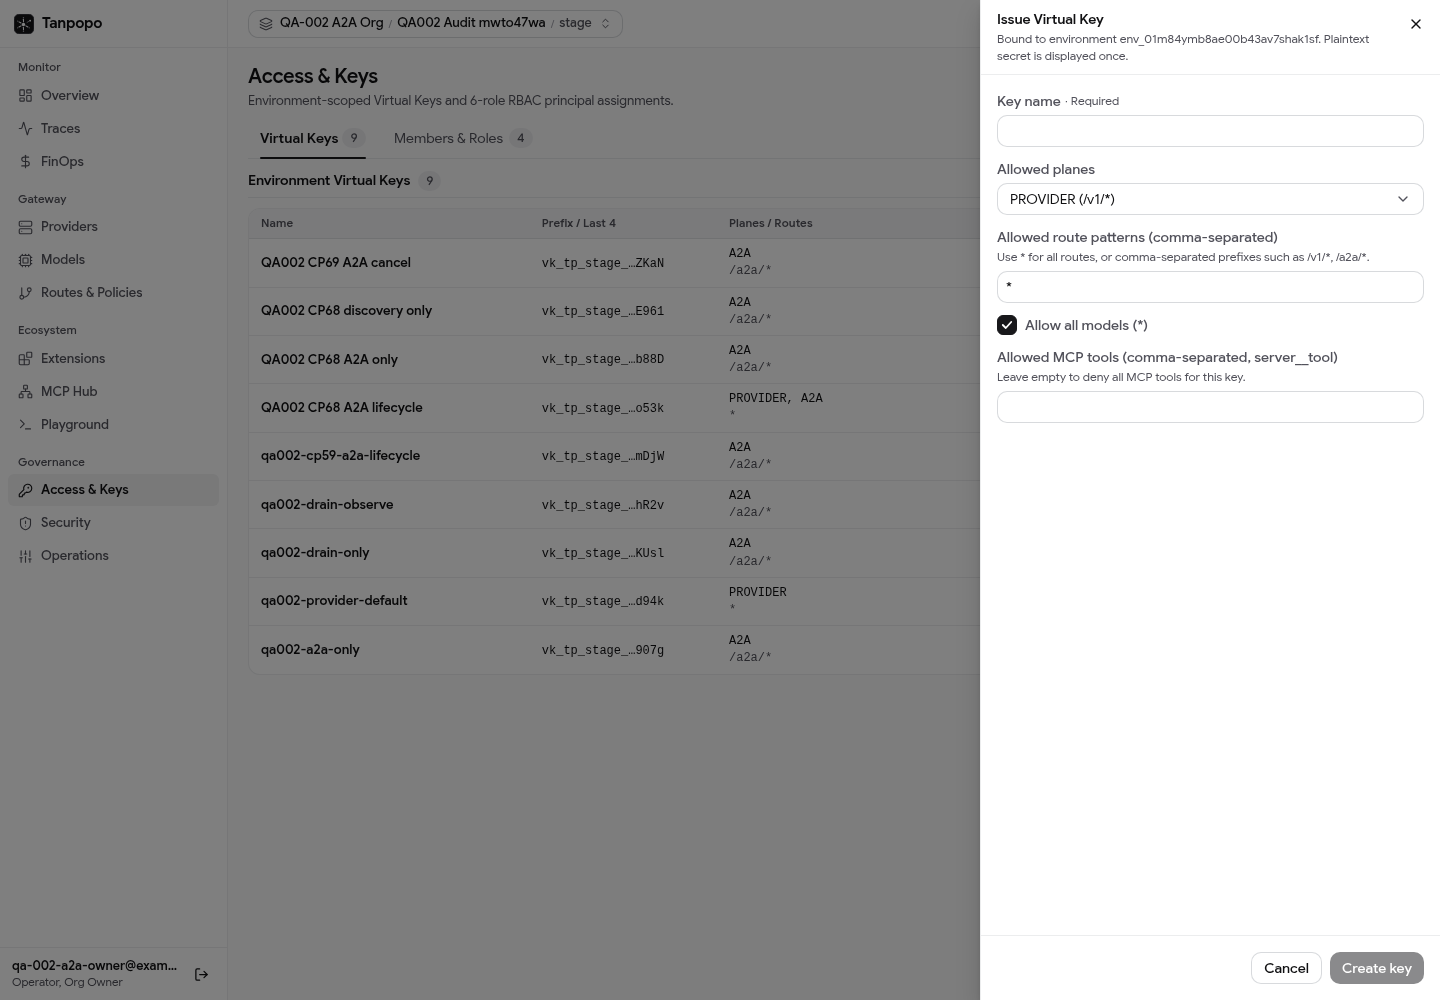 Tanpopo
Monitor
Overview
Traces
FinOps
Gateway
Providers
Models
Routes & Policies
Ecosystem
Extensions
MCP Hub
Playground
Governance
Access & Keys
Security
Operations
qa-002-a2a-owner@exam...
Operator, Org Owner
QA-002 A2A Org / QA002 Audit mwto47wa / stage
Access & Keys
Environment-scoped Virtual Keys and 6-role RBAC principal assignments.
Virtual Keys 9 Members & Roles 4
Environment Virtual Keys 9
Name Prefix / Last 4 Planes / Routes
QA002 CP69 A2A cancel vk_tp_stage_…ZKaN A2A
/a2a/*
QA002 CP68 discovery only vk_tp_stage_…E961 A2A
/a2a/*
QA002 CP68 A2A only vk_tp_stage_…b88D A2A
/a2a/*
QA002 CP68 A2A lifecycle vk_tp_stage_…o53k PROVIDER, A2A
*
qa002-cp59-a2a-lifecycle vk_tp_stage_…mDjW A2A
/a2a/*
qa002-drain-observe vk_tp_stage_…hR2v A2A
/a2a/*
qa002-drain-only vk_tp_stage_…KUsl A2A
/a2a/*
qa002-provider-default vk_tp_stage_…d94k PROVIDER
*
qa002-a2a-only vk_tp_stage_…907g A2A
/a2a/*
Issue Virtual Key
Bound to environment env_01m84ymb8ae00b43av7shak1sf. Plaintext
secret is displayed once.
Key name · Required
Allowed planes
PROVIDER (/v1/*)
Allowed route patterns (comma-separated)
Use * for all routes, or comma-separated prefixes such as /v1/*, /a2a/*.
*
Allow all models (*)
Allowed MCP tools (comma-separated, server__tool)
Leave empty to deny all MCP tools for this key.
Cancel Create key